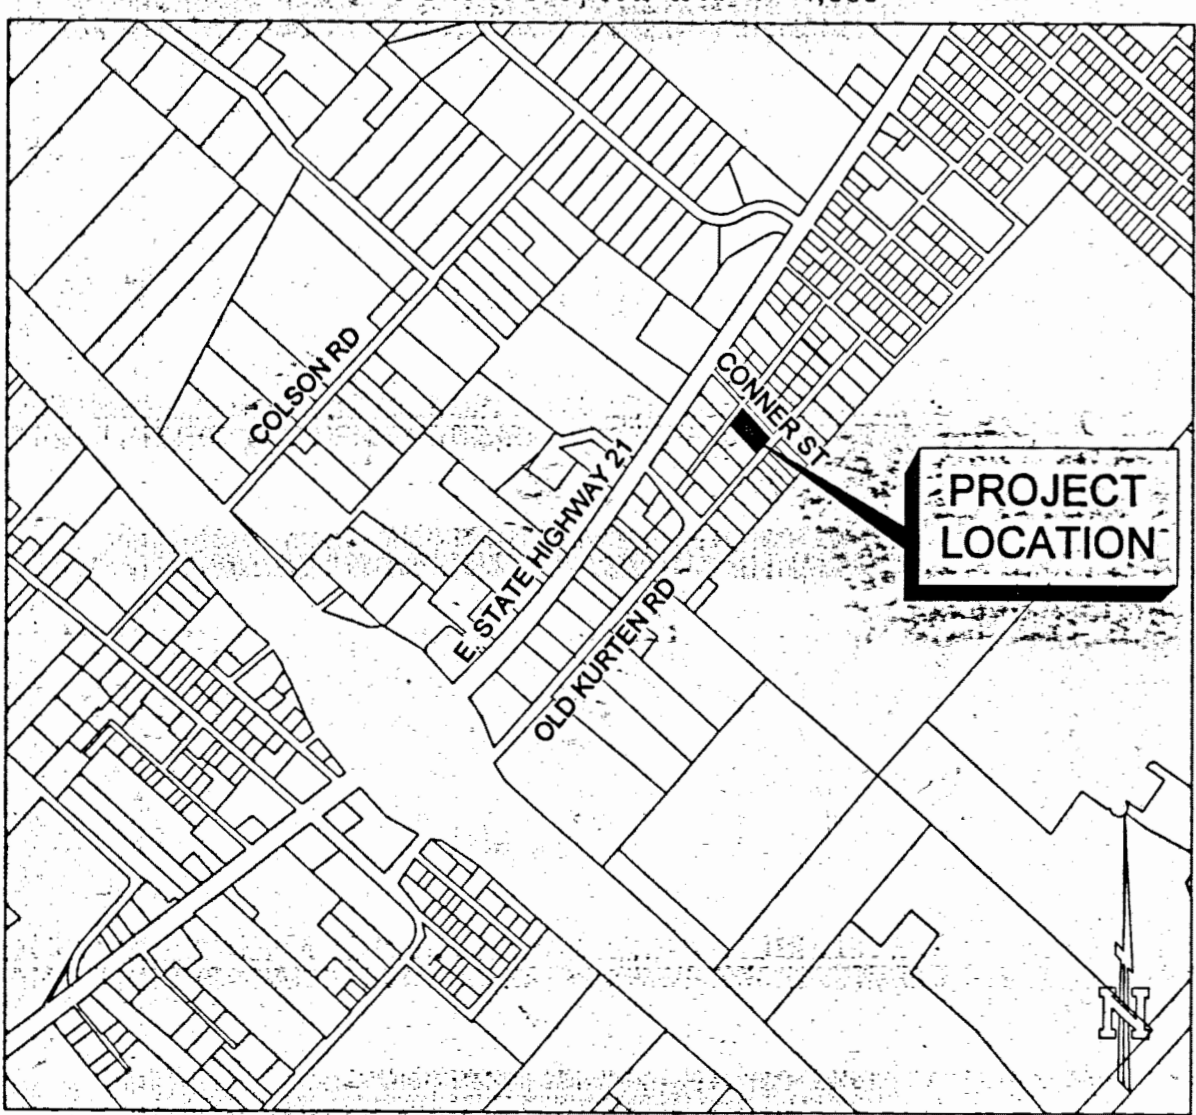 COLSON RD
CONNER ST
E. STATE HIGHWAY 21
OLD KURTEN RD
PROJECT
LOCATION
N